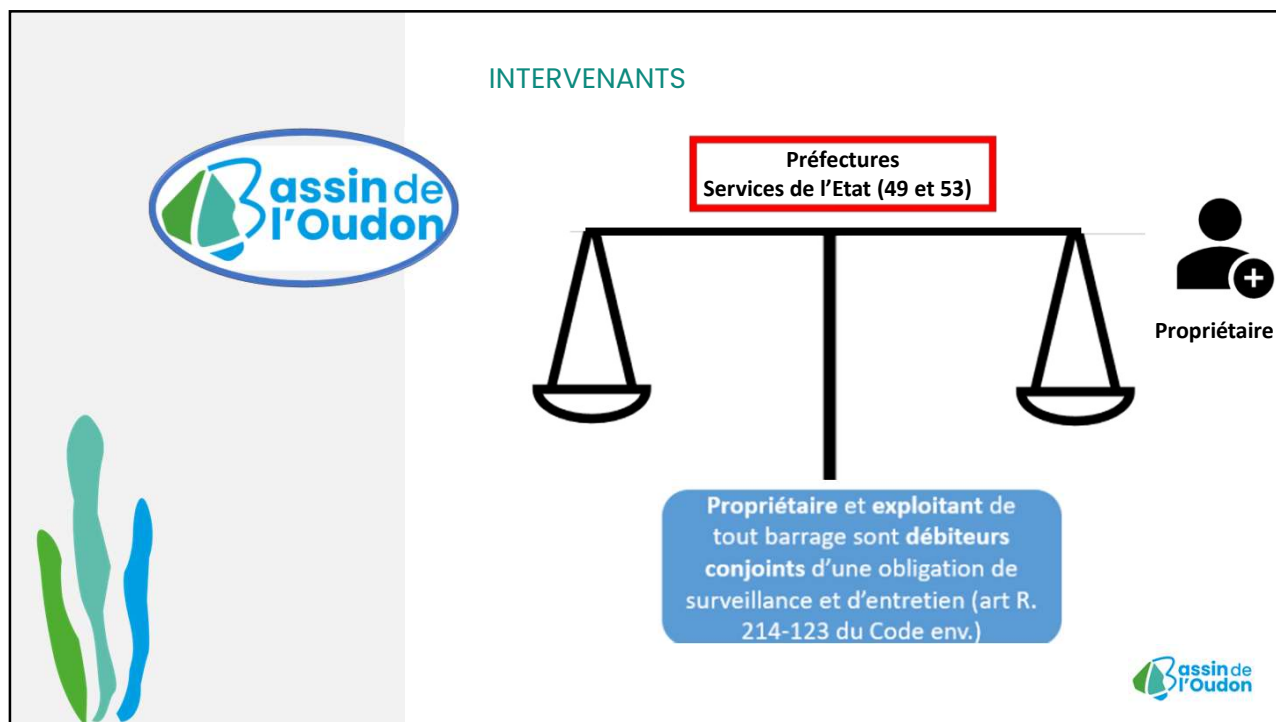 INTERVENANTS
Bassin de
l'Oudon
Préfectures
Services de l'Etat (49 et 53)
Propriétaire
Propriétaire et exploitant de
tout barrage sont débiteurs
conjoints d'une obligation de
surveillance et d'entretien (art R.
214-123 du Code env.)
Bassin de
l'Oudon